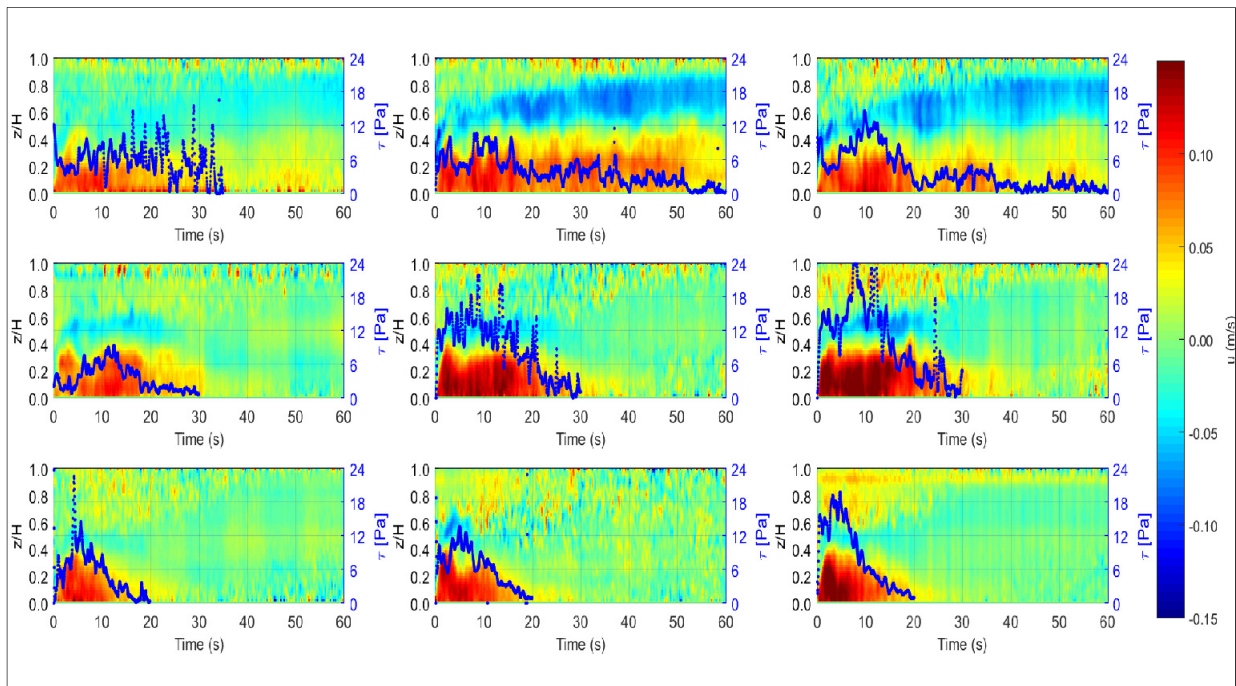 1.0 24 1.0 24 1.0 24
0.8 18 0.8 18 0.8 18
0.6 0.6 0.6
z/H 12 τ [Pa] z/H 12 τ [Pa] z/H 12 τ [Pa]
0.4 0.4 0.4
0.2 6 0.2 6 0.2 6
0.0 0 0.0 0 0.0 0
0 10 20 30 40 50 60 0 10 20 30 40 50 60 0 10 20 30 40 50 60
Time (s) Time (s) Time (s)
1.0 24 1.0 24 1.0 24
0.8 18 0.8 18 0.8 18
0.6 0.6 0.6
z/H 12 τ [Pa] z/H 12 τ [Pa] z/H 12 τ [Pa]
0.4 0.4 0.4
0.2 6 0.2 6 0.2 6
0.0 0 0.0 0 0.0 0
0 10 20 30 40 50 60 0 10 20 30 40 50 60 0 10 20 30 40 50 60
Time (s) Time (s) Time (s)
1.0 24 1.0 24 1.0 24
0.8 18 0.8 18 0.8 18
0.6 0.6 0.6
z/H 12 τ [Pa] z/H 12 τ [Pa] z/H 12 τ [Pa]
0.4 0.4 0.4
0.2 6 0.2 6 0.2 6
0.0 0 0.0 0 0.0 0
0 10 20 30 40 50 60 0 10 20 30 40 50 60 0 10 20 30 40 50 60
Time (s) Time (s) Time (s)
0.10
0.05
0.00
u (m/s)
-0.05
-0.10
-0.15